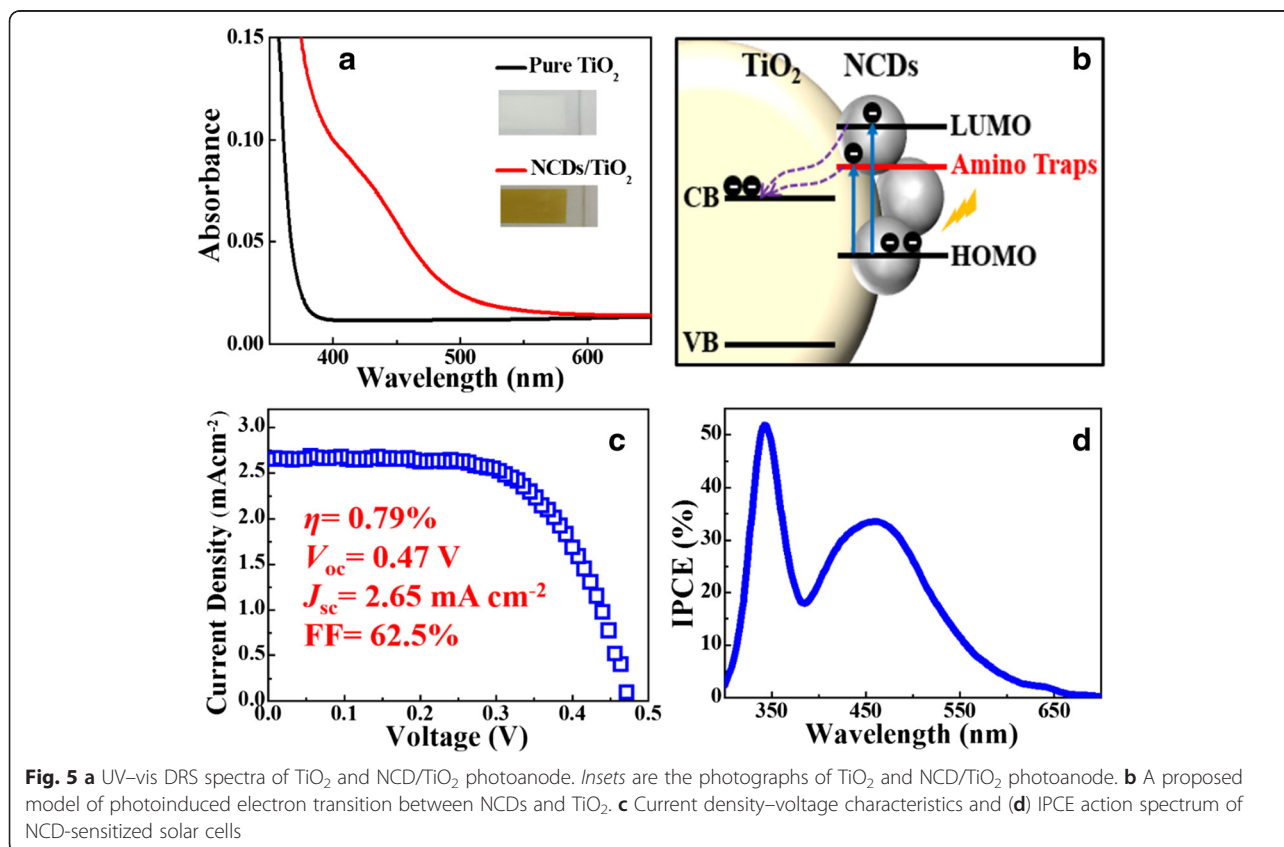 0.15
0.10
0.05
0.00
Absorbance
a
Pure TiO₂
NCDs/TiO₂
400
500
600
Wavelength (nm)
b
TiO₂
NCDs
LUMO
Amino Traps
CB
HOMO
VB
3.0
2.5
2.0
1.5
1.0
0.5
0.0
Current Density (mAcm⁻²)
c
η= 0.79%
Voc= 0.47 V
Jsc= 2.65 mA cm⁻²
FF= 62.5%
0.0
0.1
0.2
0.3
0.4
0.5
Voltage (V)
50
40
30
20
10
0
IPCE (%)
d
350
450
550
650
Wavelength (nm)
Fig. 5 a UV–vis DRS spectra of TiO₂ and NCD/TiO₂ photoanode. Insets are the photographs of TiO₂ and NCD/TiO₂ photoanode. b A proposed
model of photoinduced electron transition between NCDs and TiO₂. c Current density–voltage characteristics and (d) IPCE action spectrum of
NCD-sensitized solar cells